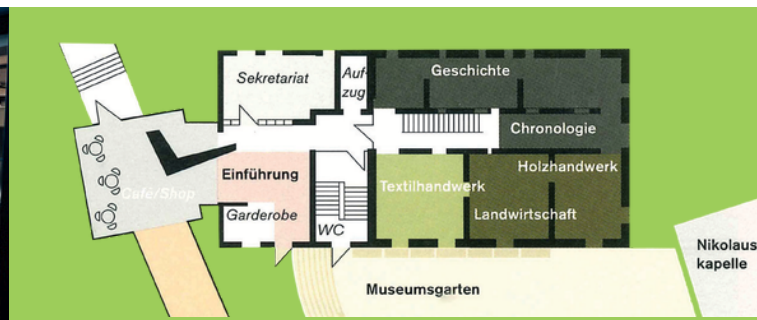 Sekretariat
Auf-
zug
Geschichte
Chronologie
Café/Shop
Einführung
Garderobe
WC
Textilhandwerk
Holzhandwerk
Landwirtschaft
Museumsgarten
Nikolaus
kapelle